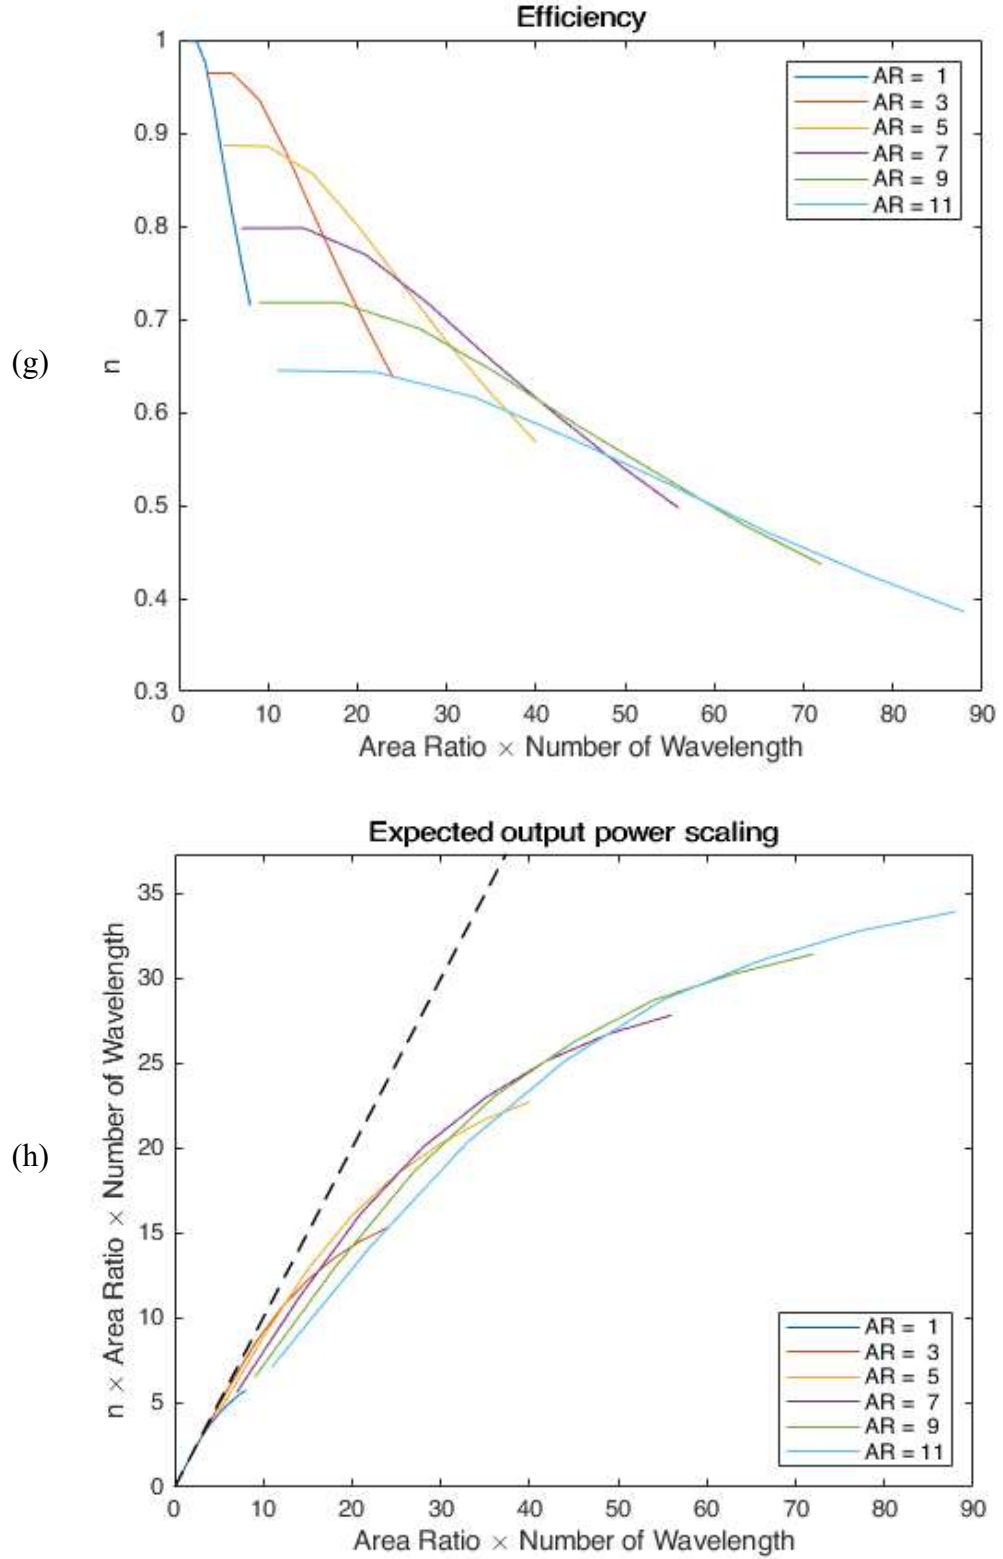 Efficiency
(g)
n
1
0.9
0.8
0.7
0.6
0.5
0.4
0.3
0 10 20 30 40 50 60 70 80 90
Area Ratio × Number of Wavelength
AR = 1
AR = 3
AR = 5
AR = 7
AR = 9
AR = 11
Expected output power scaling
(h)
n × Area Ratio × Number of Wavelength
35
30
25
20
15
10
5
0
0 10 20 30 40 50 60 70 80 90
Area Ratio × Number of Wavelength
AR = 1
AR = 3
AR = 5
AR = 7
AR = 9
AR = 11